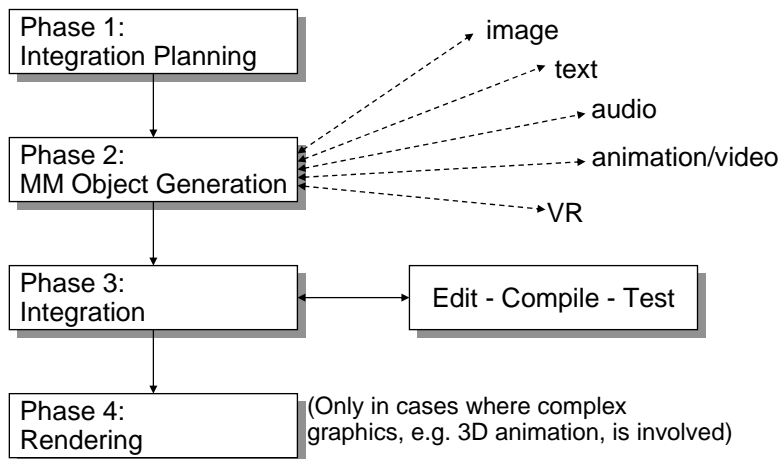 Phase 1:
Integration Planning
image
text
audio
animation/video
VR
Phase 2:
MM Object Generation
Phase 3:
Integration
Edit - Compile - Test
Phase 4:
Rendering
(Only in cases where complex
graphics, e.g. 3D animation, is involved)